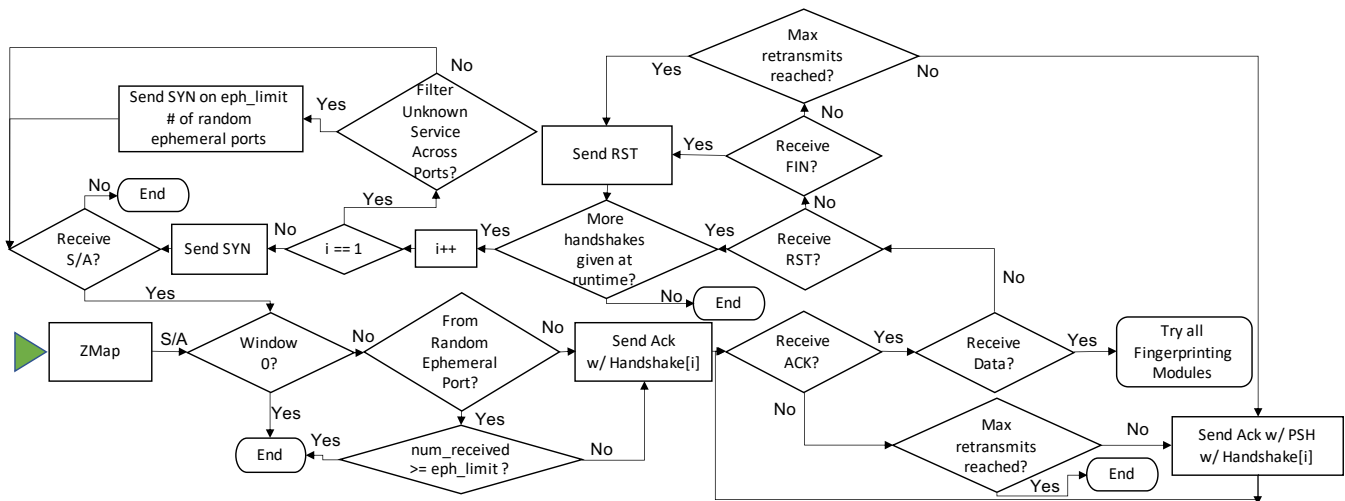 Max
retransmits
reached?
Yes
No
No
Filter
Unknown
Service
Across
Ports?
Yes
Send SYN on eph_limit
# of random
ephemeral ports
Send RST
Yes
Receive
FIN?
No
No
End
Yes
No
Receive
S/A?
Send SYN
No
i == 1
i++
Yes
More
handshakes
given at
runtime?
Yes
Receive
RST?
No
No
End
Yes
ZMap
S/A
Window
0?
No
From
Random
Ephemeral
Port?
No
Send Ack
w/ Handshake[i]
Receive
ACK?
Yes
Receive
Data?
Yes
Try all
Fingerprinting
Modules
Yes
End
Yes
Yes
num_received
>= eph_limit ?
No
No
Max
retransmits
reached?
No
Yes
End
Send Ack w/ PSH
w/ Handshake[i]